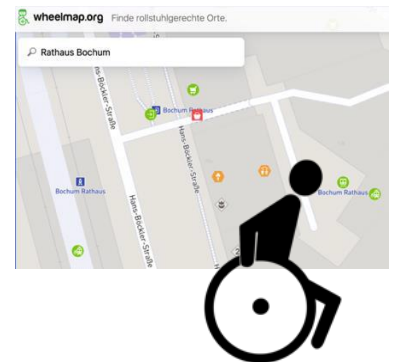 wheelmap.org Finde rollstuhlgerechte Orte.
Rathaus Bochum
Hans-Böckler-Straße
Bochum Rathaus
Hans-Böckler-Straße
Bochum Rathaus
Bochum Rathaus
Hans-Böckler-Straße
2
H